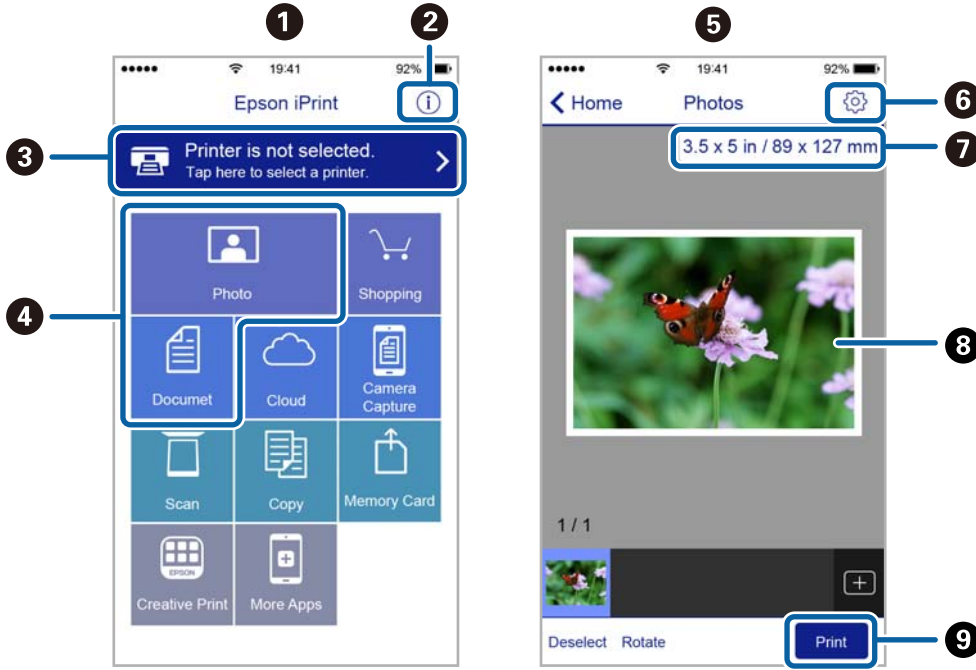 1
2
19:41
92%
Epson iPrint
i
3
Printer is not selected.
Tap here to select a printer.
4
Photo
Shopping
Documet
Cloud
Camera
Capture
Scan
Copy
Memory Card
EPSON
Creative Print
More Apps
5
19:41
92%
Home
Photos
6
3.5 x 5 in / 89 x 127 mm
7
8
1 / 1
Deselect
Rotate
Print
9